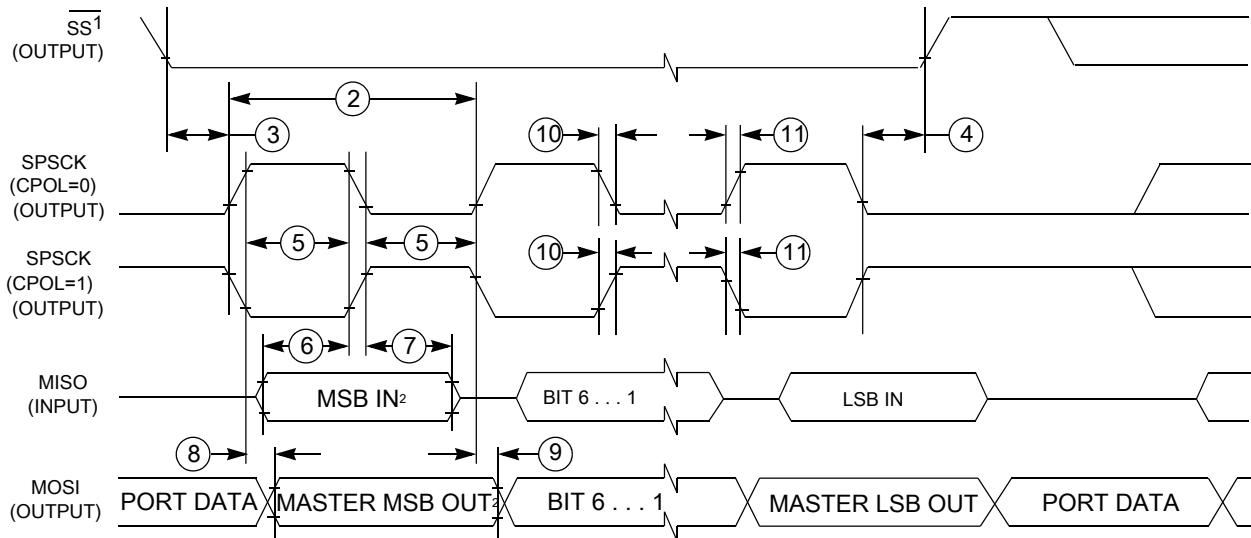 SS1
(OUTPUT)
2
3
10
11
4
SPSCK
(CPOL=0)
(OUTPUT)
5
5
SPSCK
(CPOL=1)
(OUTPUT)
10
11
6
7
MISO
(INPUT)
MSB IN2
BIT 6 . . . 1
LSB IN
8
9
MOSI
(OUTPUT)
PORT DATA
MASTER MSB OUT2
BIT 6 . . . 1
MASTER LSB OUT
PORT DATA